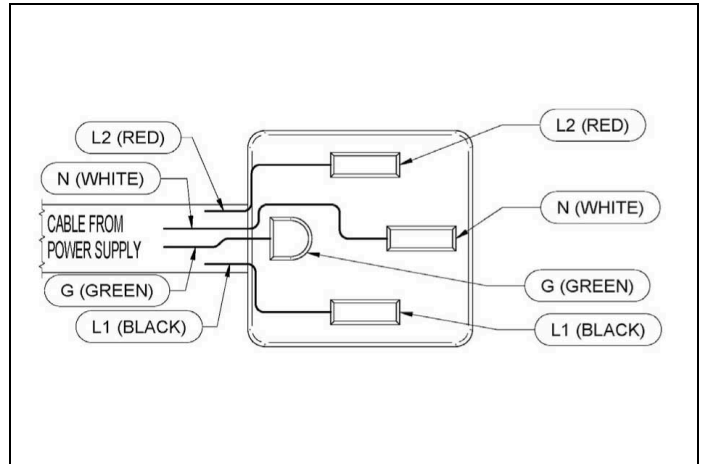 L2 (RED)
N (WHITE)
CABLE FROM
POWER SUPPLY
G (GREEN)
L1 (BLACK)
L2 (RED)
N (WHITE)
G (GREEN)
L1 (BLACK)